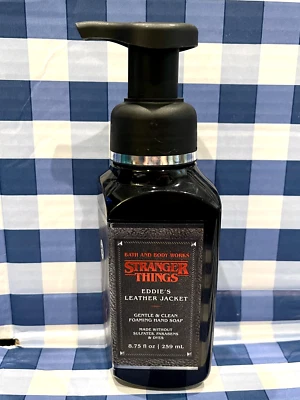 BATH AND BODY WORKS
STRANGER
THINGS
EDDIE'S
LEATHER JACKET
GENTLE & CLEAN
FOAMING HAND SOAP
MADE WITHOUT
SULFATES, PARABENS
& DYES
8.75 fl oz | 259 mL